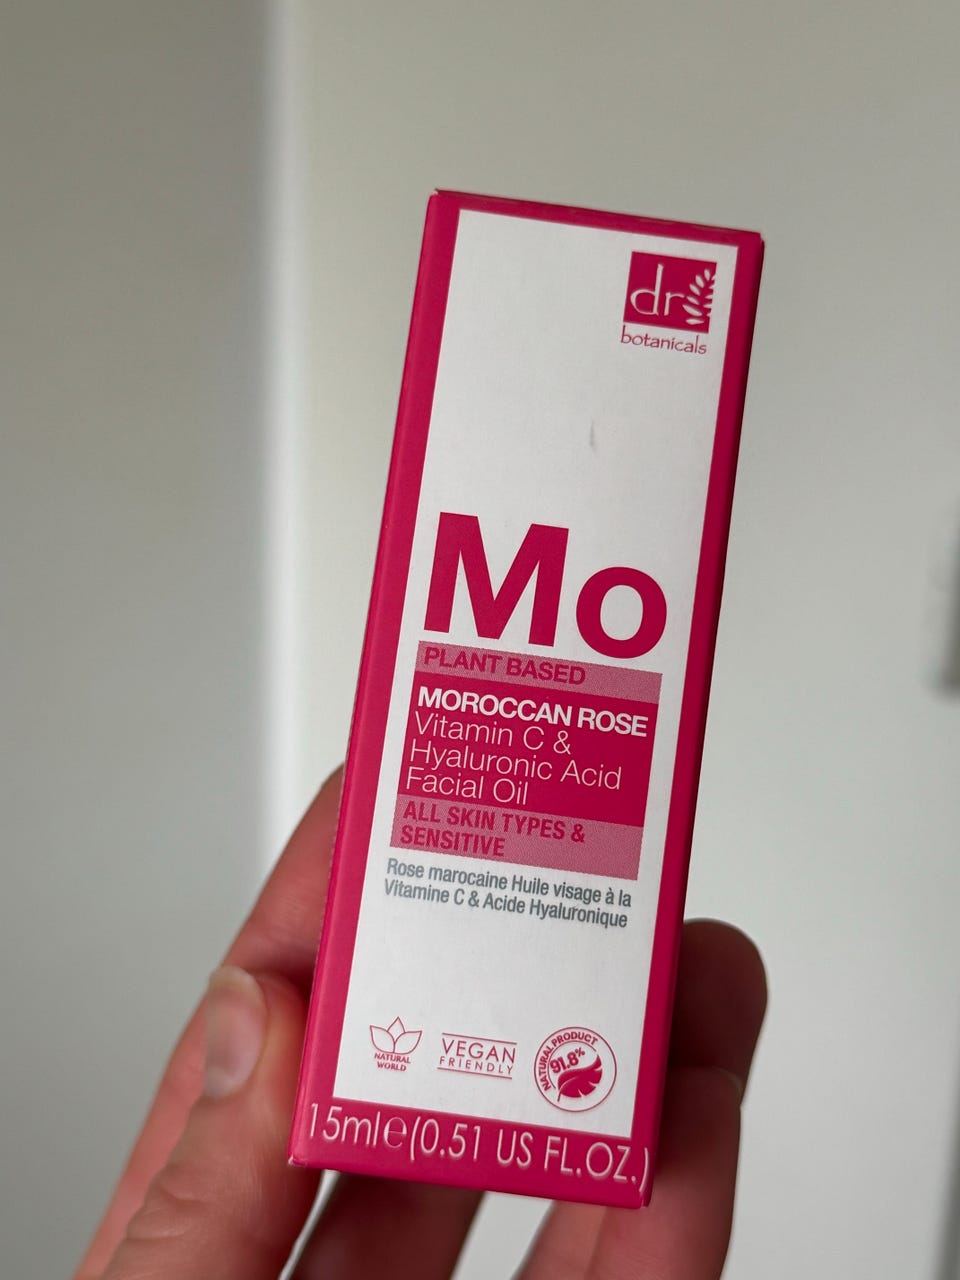 dr
botanicals
Mo
PLANT BASED
MOROCCAN ROSE
Vitamin C &
Hyaluronic Acid
Facial Oil
ALL SKIN TYPES &
SENSITIVE
Rose marocaine Huile visage à la
Vitamine C & Acide Hyaluronique
NATURAL
WORLD
VEGAN
FRIENDLY
NATURAL PRODUCT
91.8%
15ml℮(0.51 US FL.OZ.)